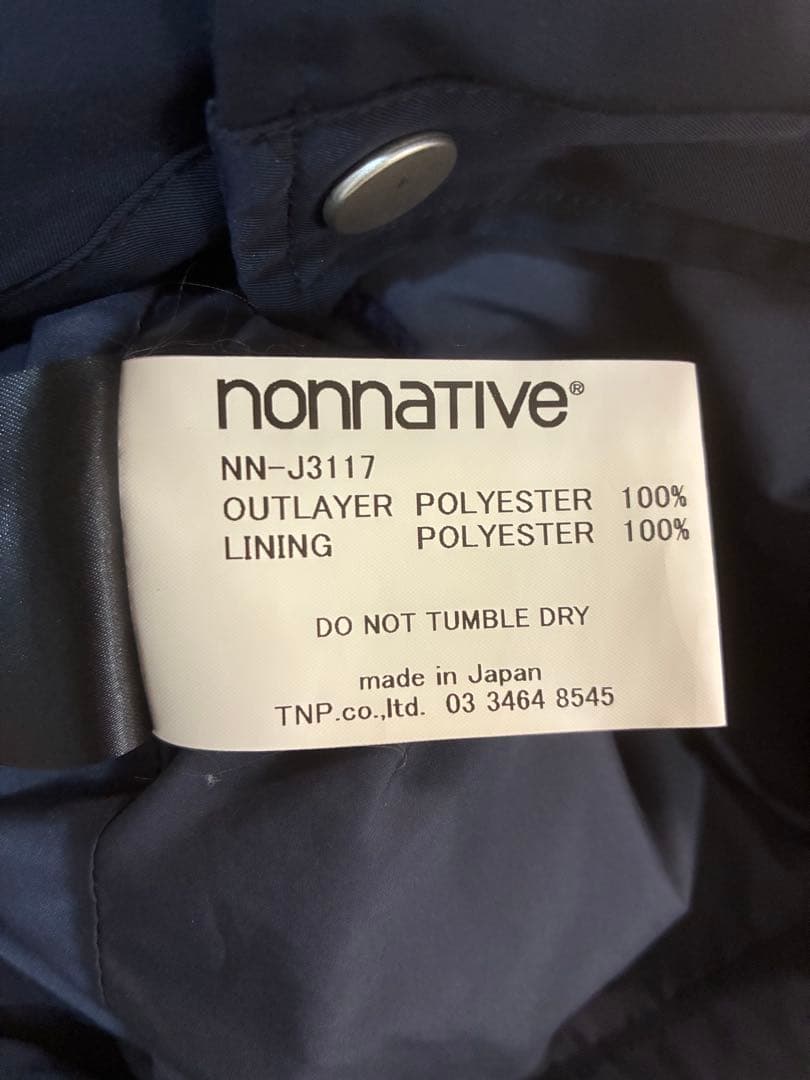 nonnaTIVe®
NN-J3117
OUTLAYER POLYESTER 100%
LINING POLYESTER 100%
DO NOT TUMBLE DRY
made in Japan
TNP.co.,ltd. 03 3464 8545